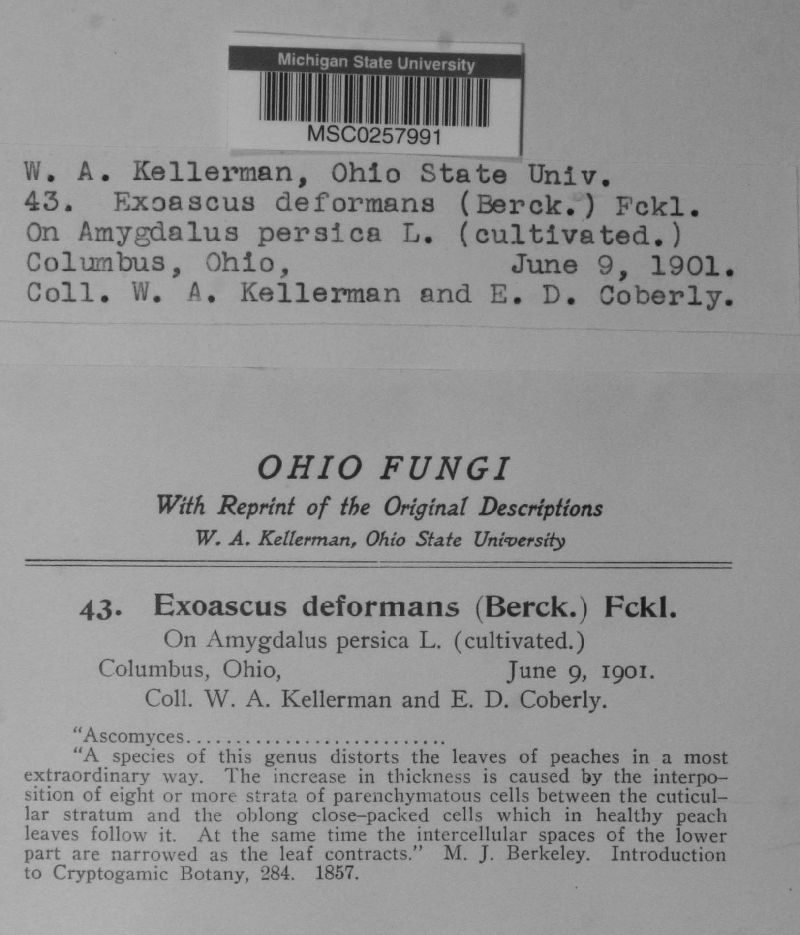 Michigan State University
MSC0257991
W. A. Kellerman, Ohio State Univ.
43. Exoascus deformans (Berck.) Fckl.
On Amygdalus persica L. (cultivated.)
Columbus, Ohio, June 9, 1901.
Coll. W. A. Kellerman and E. D. Coberly.
OHIO FUNGI
With Reprint of the Original Descriptions
W. A. Kellerman, Ohio State University
43. Exoascus deformans (Berck.) Fckl.
On Amygdalus persica L. (cultivated.)
Columbus, Ohio, June 9, 1901.
Coll. W. A. Kellerman and E. D. Coberly.
"Ascomyces..........................
"A species of this genus distorts the leaves of peaches in a most
extraordinary way. The increase in thickness is caused by the interpo-
sition of eight or more strata of parenchymatous cells between the cuticul-
lar stratum and the oblong close-packed cells which in healthy peach
leaves follow it. At the same time the intercellular spaces of the lower
part are narrowed as the leaf contracts." M. J. Berkeley. Introduction
to Cryptogamic Botany, 284. 1857.